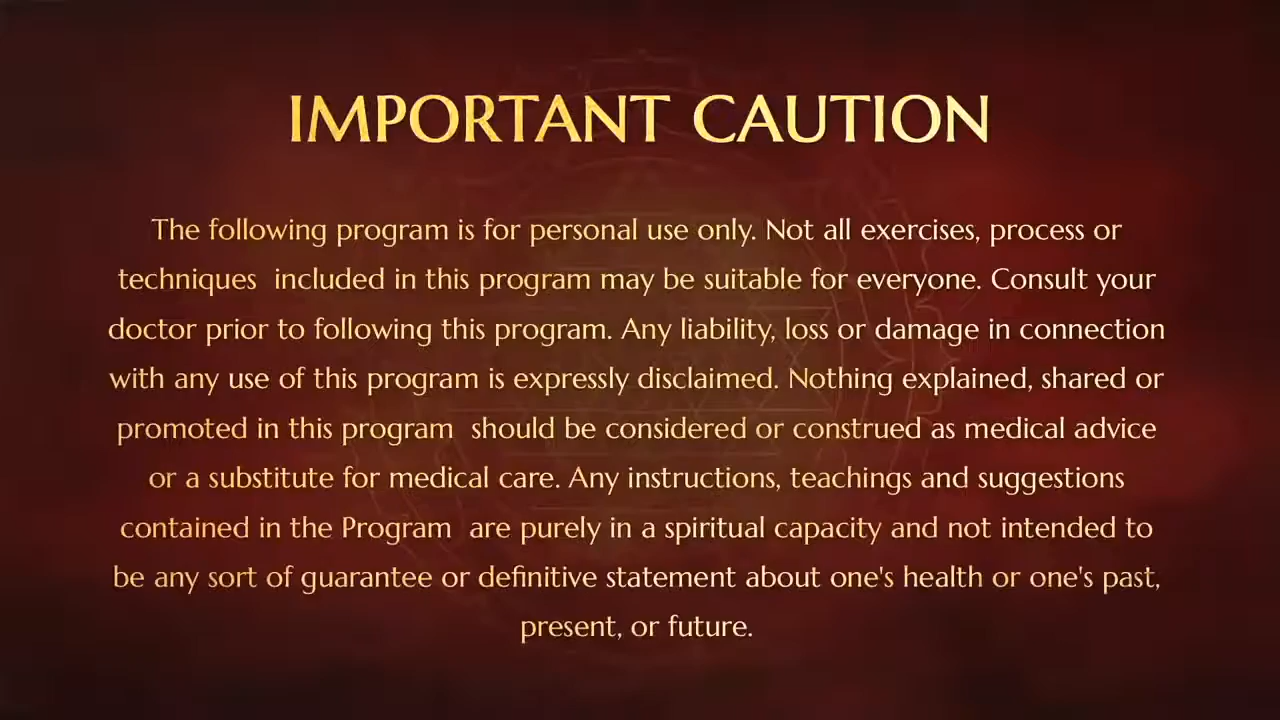 IMPORTANT CAUTION
The following program is for personal use only. Not all exercises, process or
techniques  included in this program may be suitable for everyone. Consult your
doctor prior to following this program. Any liability, loss or damage in connection
with any use of this program is expressly disclaimed. Nothing explained, shared or
promoted in this program  should be considered or construed as medical advice
or a substitute for medical care. Any instructions, teachings and suggestions
contained in the Program  are purely in a spiritual capacity and not intended to
be any sort of guarantee or definitive statement about one's health or one's past,
present, or future.